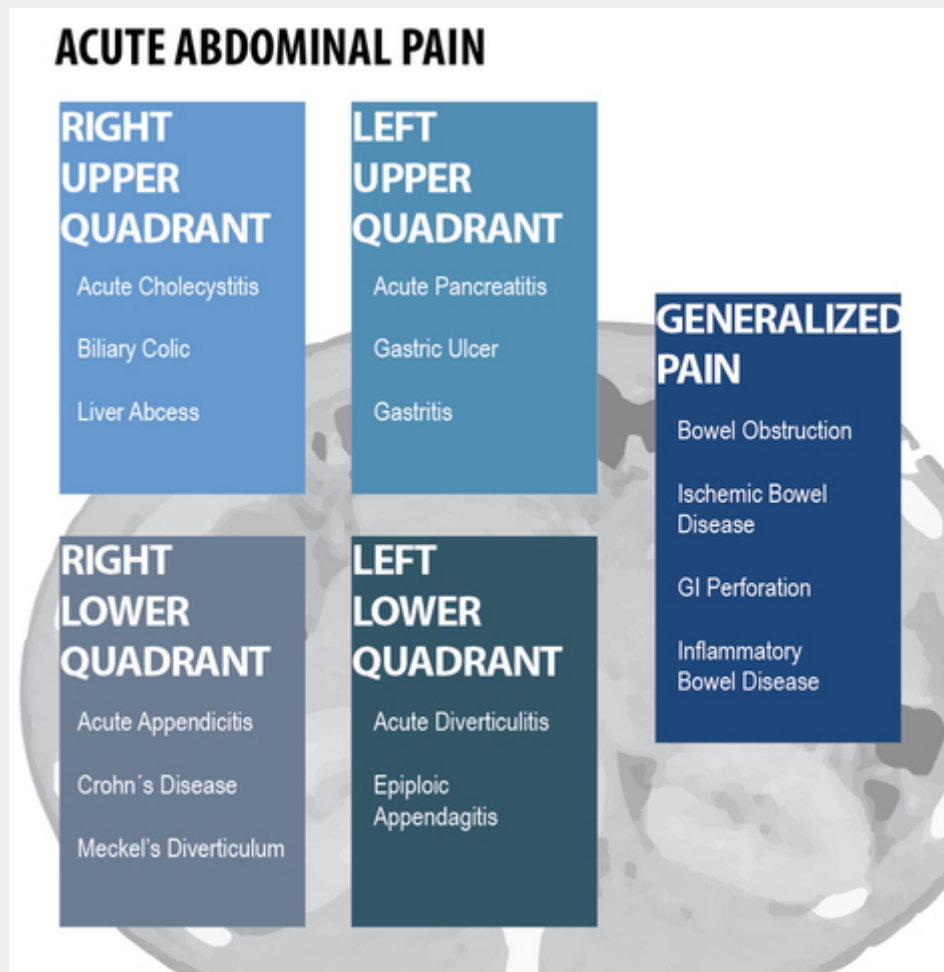 ACUTE ABDOMINAL PAIN
RIGHT
UPPER
QUADRANT
Acute Cholecystitis
Biliary Colic
Liver Abcess
LEFT
UPPER
QUADRANT
Acute Pancreatitis
Gastric Ulcer
Gastritis
GENERALIZED
PAIN
Bowel Obstruction
Ischemic Bowel
Disease
GI Perforation
Inflammatory
Bowel Disease
RIGHT
LOWER
QUADRANT
Acute Appendicitis
Crohn´s Disease
Meckel's Diverticulum
LEFT
LOWER
QUADRANT
Acute Diverticulitis
Epiploic
Appendagitis